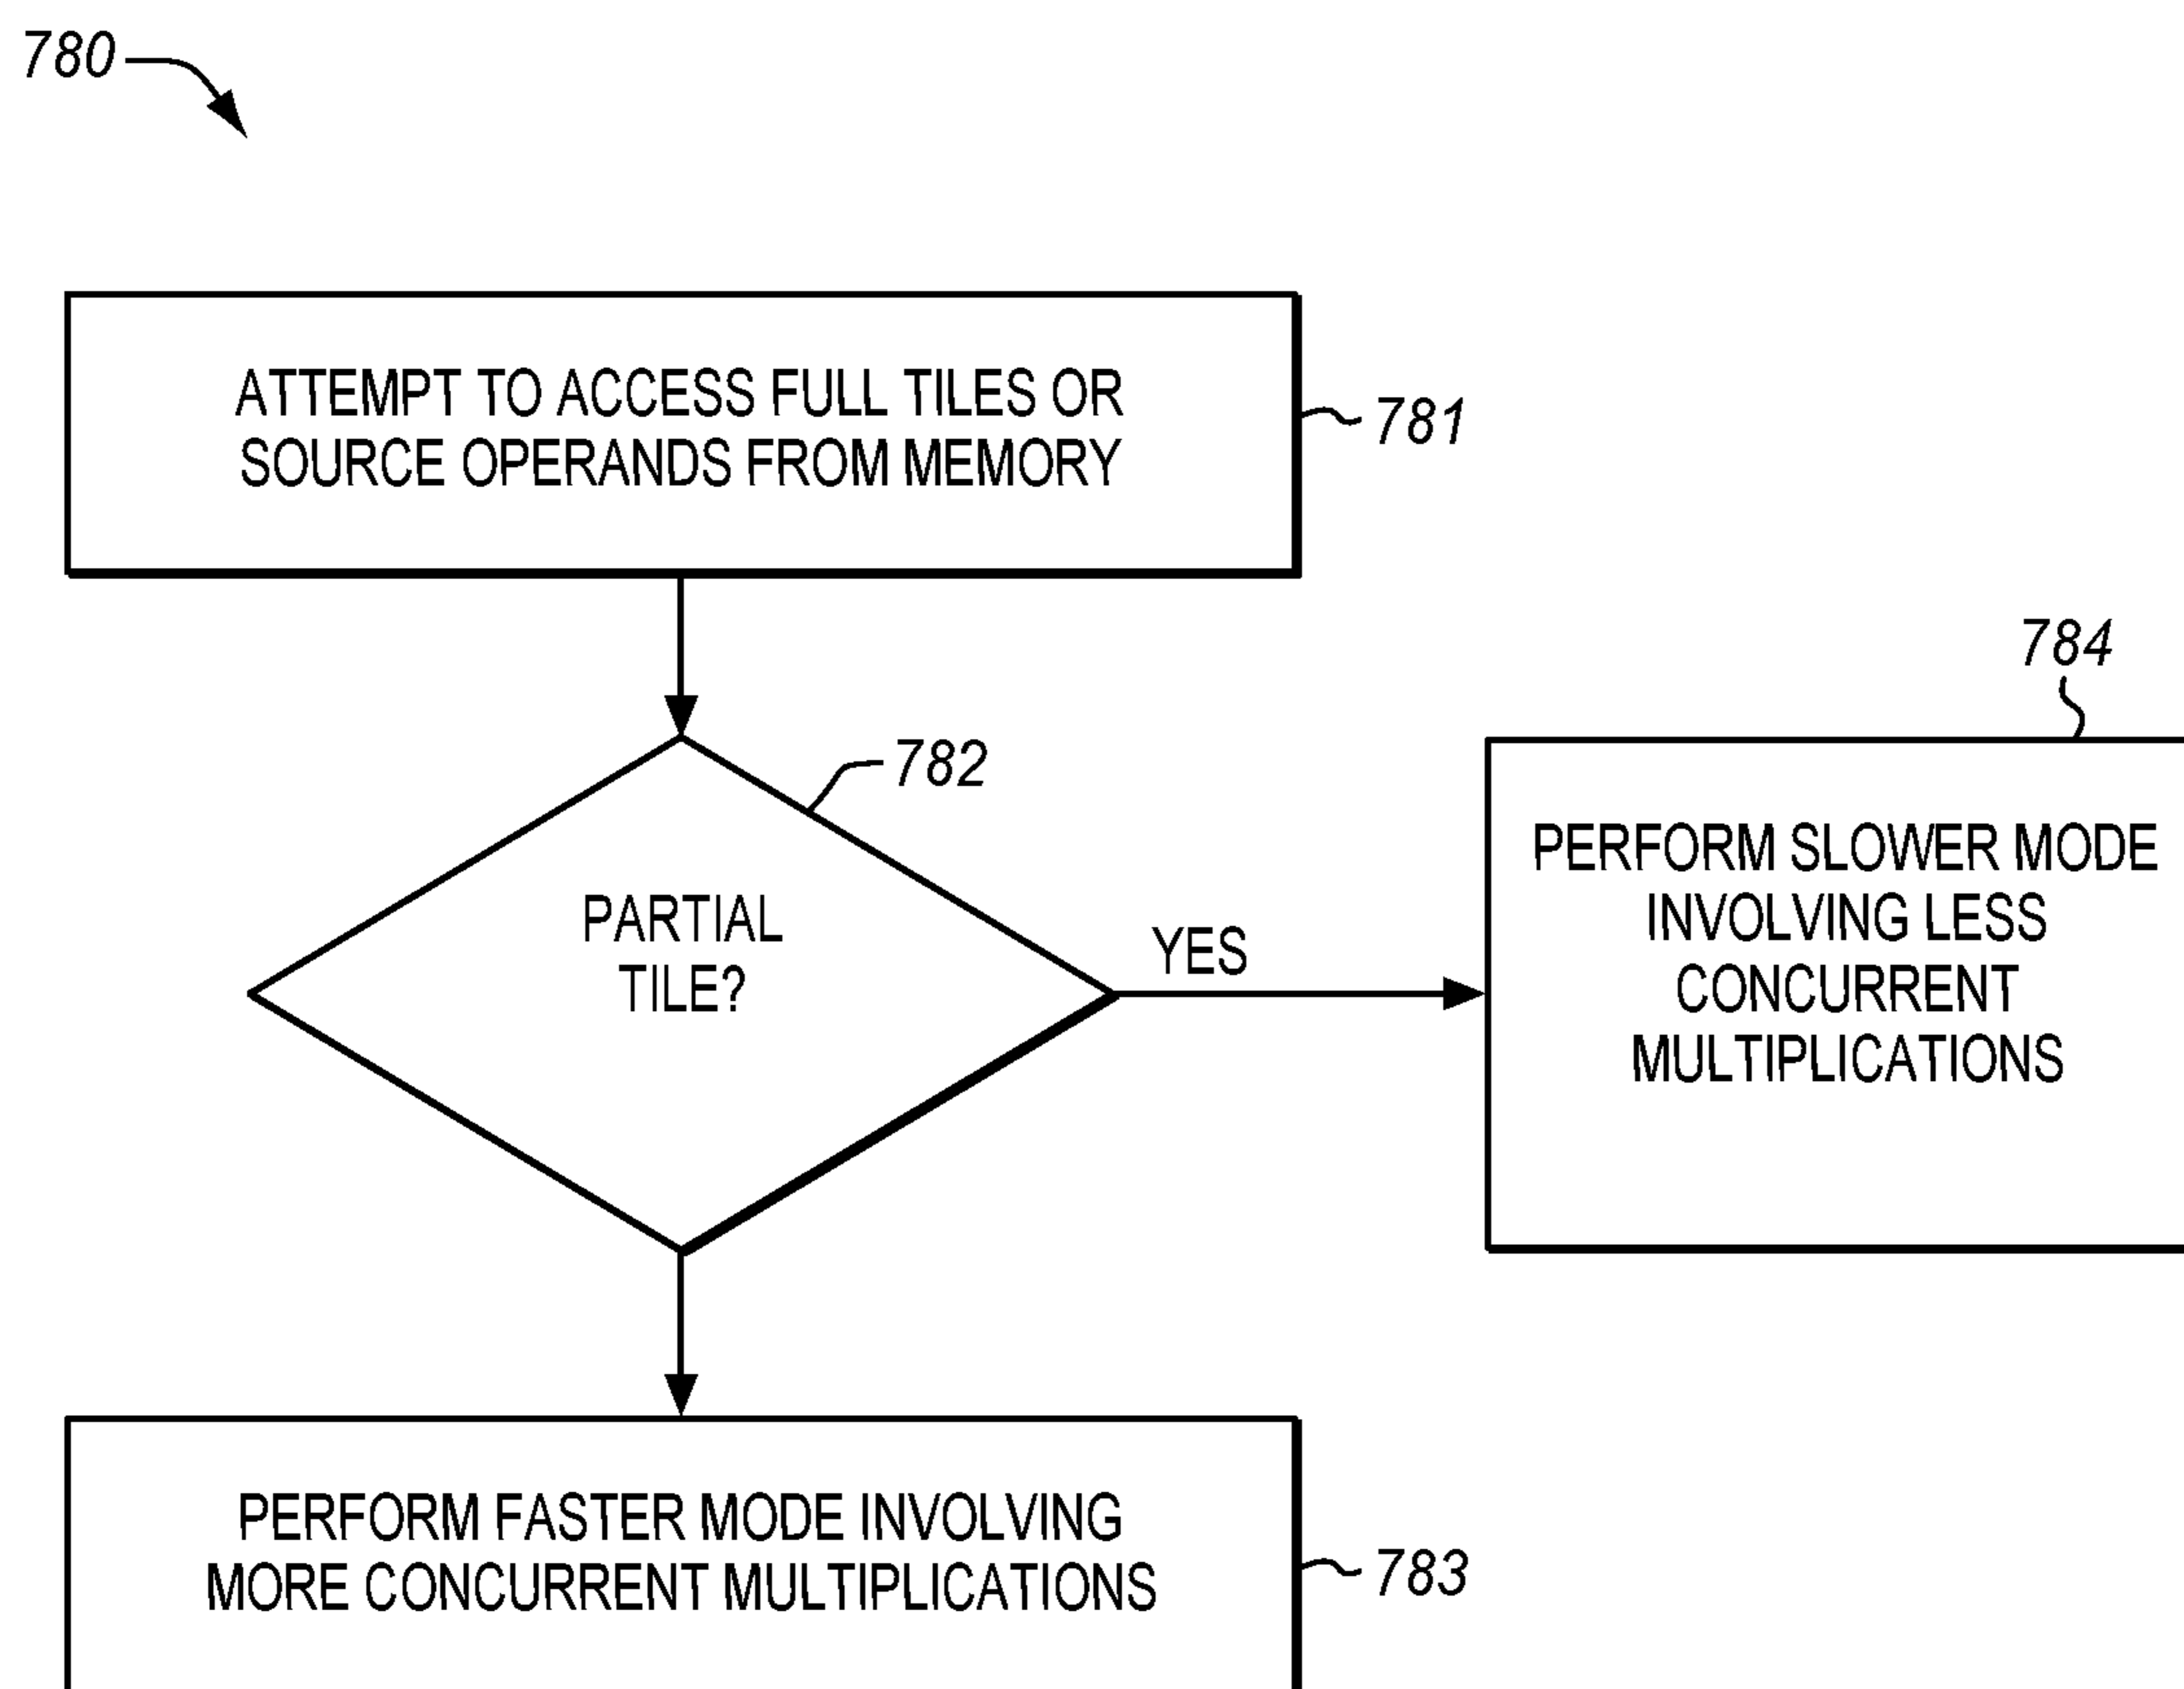 780
ATTEMPT TO ACCESS FULL TILES OR
SOURCE OPERANDS FROM MEMORY
781
782
PARTIAL
TILE?
YES
784
PERFORM SLOWER MODE
INVOLVING LESS
CONCURRENT
MULTIPLICATIONS
PERFORM FASTER MODE INVOLVING
MORE CONCURRENT MULTIPLICATIONS
783